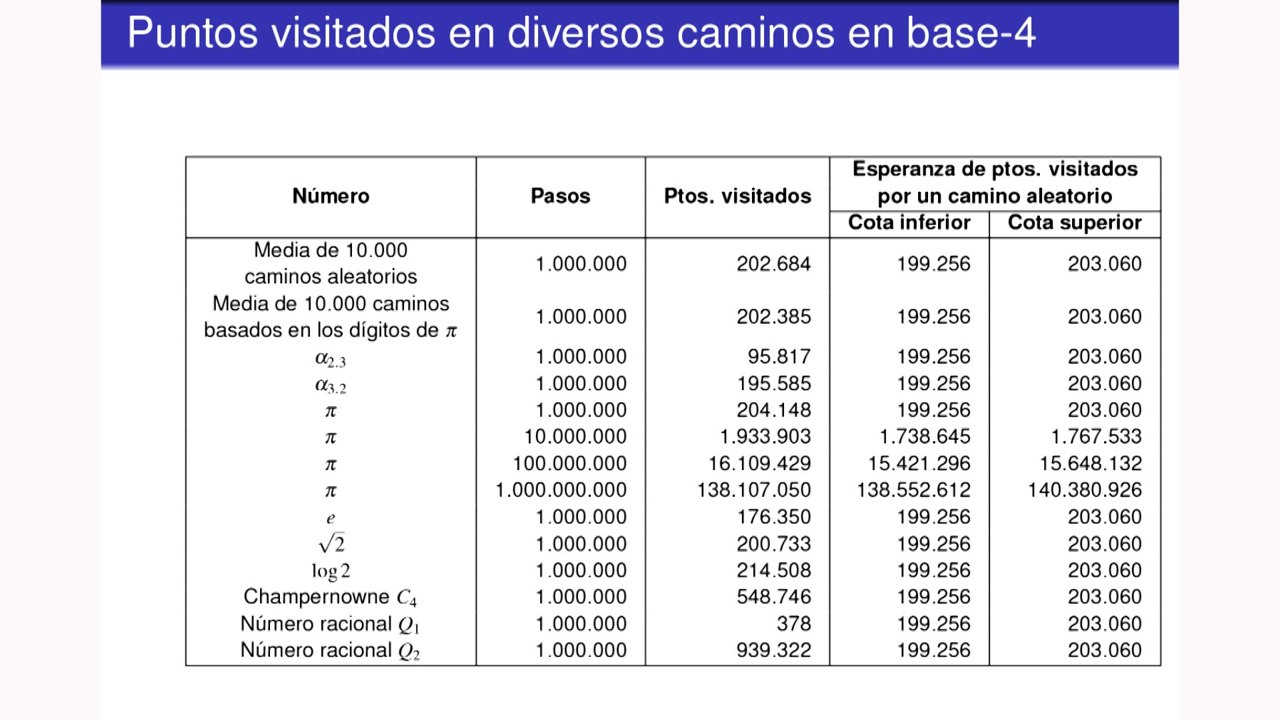 Puntos visitados en diversos caminos en base-4
Número Pasos Ptos. visitados Esperanza de ptos. visitados por un camino aleatorio
Cota inferior Cota superior
Media de 10.000
caminos aleatorios 1.000.000 202.684 199.256 203.060
Media de 10.000 caminos
basados en los dígitos de π 1.000.000 202.385 199.256 203.060
α2.3 1.000.000 95.817 199.256 203.060
α3.2 1.000.000 195.585 199.256 203.060
π 1.000.000 204.148 199.256 203.060
π 10.000.000 1.933.903 1.738.645 1.767.533
π 100.000.000 16.109.429 15.421.296 15.648.132
π 1.000.000.000 138.107.050 138.552.612 140.380.926
e 1.000.000 176.350 199.256 203.060
√2 1.000.000 200.733 199.256 203.060
log 2 1.000.000 214.508 199.256 203.060
Champernowne C4 1.000.000 548.746 199.256 203.060
Número racional Q1 1.000.000 378 199.256 203.060
Número racional Q2 1.000.000 939.322 199.256 203.060